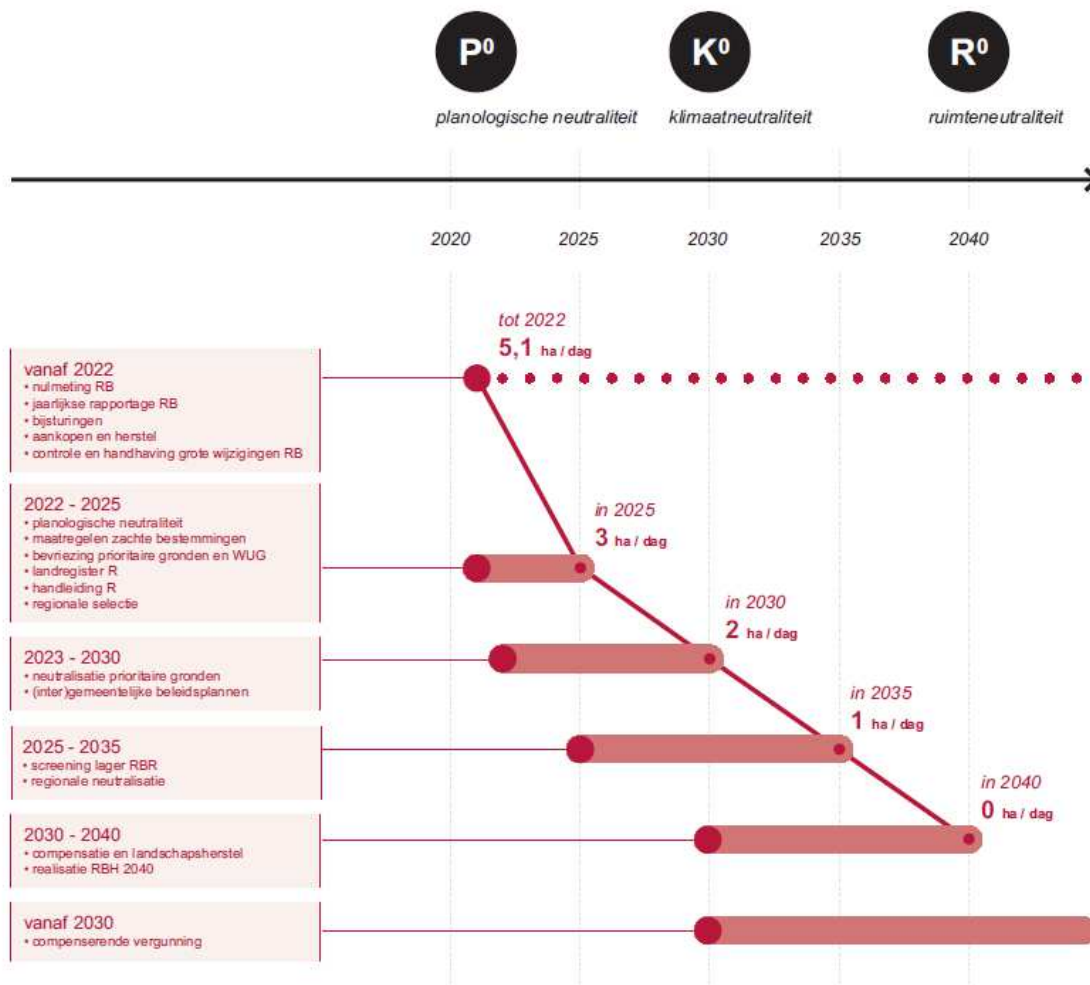 P⁰
K⁰
R⁰
planologische neutraliteit
klimaatneutraliteit
ruimteneutraliteit
2020
2025
2030
2035
2040
tot 2022
5,1 ha / dag
vanaf 2022
• nulmeting RB
• jaarlijkse rapportage RB
• bijsturingen
• aankopen en herstel
• controle en handhaving grote wijzigingen RB
2022 - 2025
• planologische neutraliteit
• maatregelen zachte bestemmingen
• bevriezing prioritaire gronden en WUG
• landregister R
• handleiding R
• regionale selectie
in 2025
3 ha / dag
2023 - 2030
• neutralisatie prioritaire gronden
• (inter)gemeentelijke beleidsplannen
in 2030
2 ha / dag
2025 - 2035
• screening lager RBR
• regionale neutralisatie
in 2035
1 ha / dag
2030 - 2040
• compensatie en landschapsherstel
• realisatie RBH 2040
in 2040
0 ha / dag
vanaf 2030
• compenserende vergunning